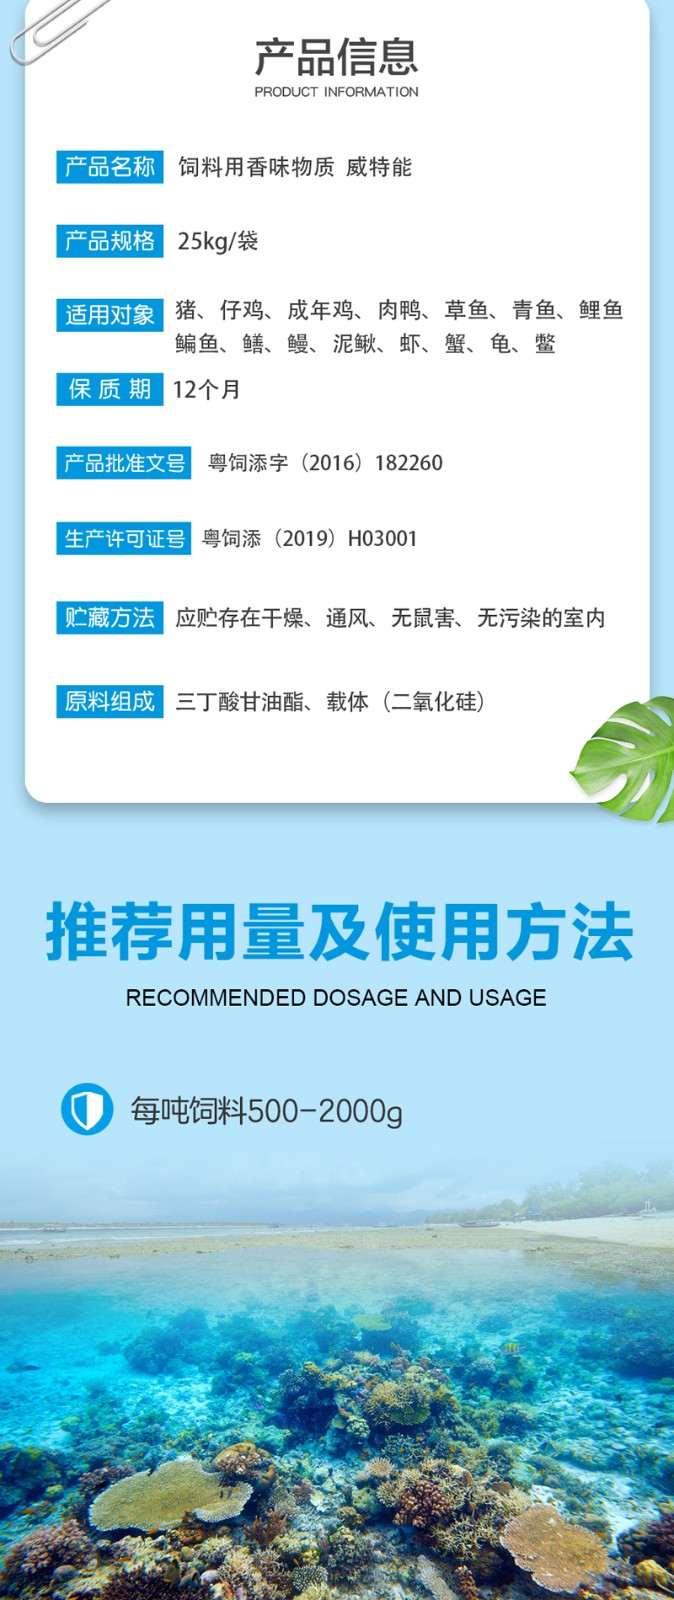 产品信息
PRODUCT INFORMATION
产品名称 饲料用香味物质 威特能
产品规格 25kg/袋
适用对象 猪、仔鸡、成年鸡、肉鸭、草鱼、青鱼、鲤鱼
鳊鱼、鳝、鳗、泥鳅、虾、蟹、龟、鳖
保质期 12个月
产品批准文号 粤饲添字（2016）182260
生产许可证号 粤饲添（2019）H03001
贮藏方法 应贮存在干燥、通风、无鼠害、无污染的室内
原料组成 三丁酸甘油酯、载体（二氧化硅）
推荐用量及使用方法
RECOMMENDED DOSAGE AND USAGE
每吨饲料500-2000g